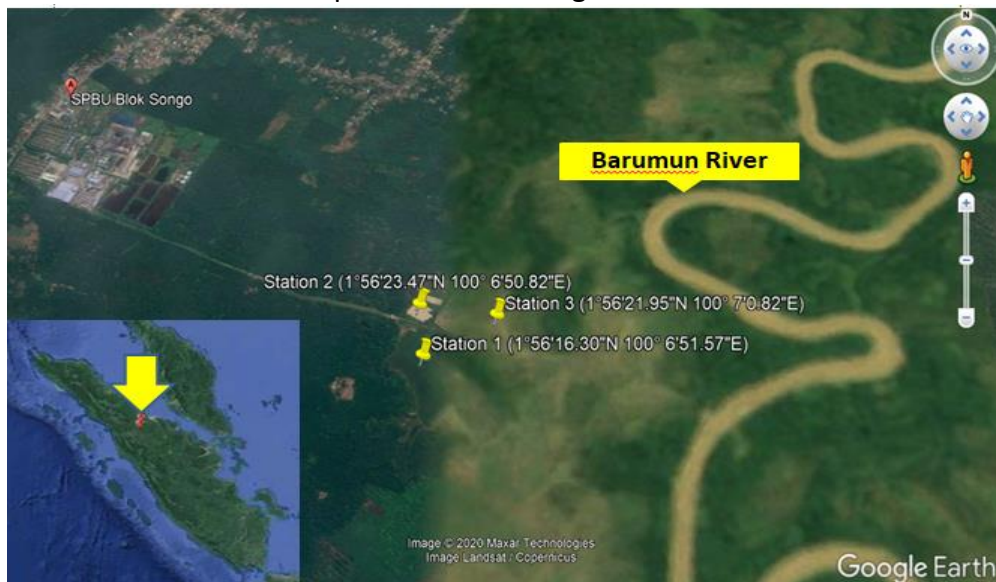 N
A
SPBU Blok Songo
Barumun River
Station 2 (1°56'23.47"N 100° 6'50.82"E)
Station 3 (1°56'21.95"N 100° 7'0.82"E)
Station 1 (1°56'16.30"N 100° 6'51.57"E)
Image © 2020 Maxar Technologies
Image Landsat / Copernicus
Google Earth